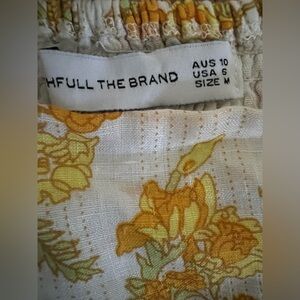 HFULL THE BRAND
AUS 10
USA 6
SIZE M